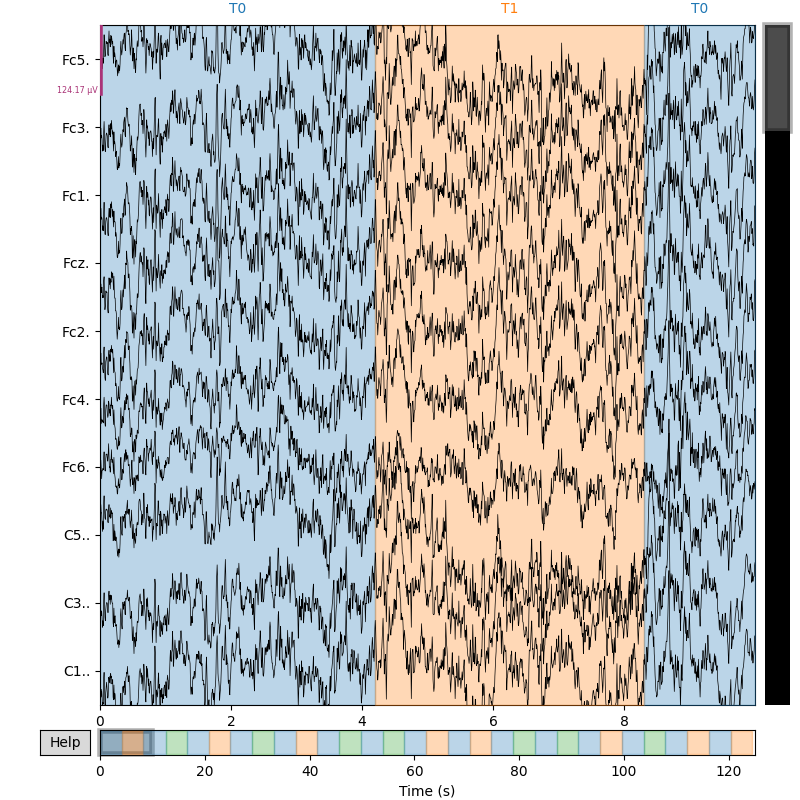 T0 T1 T0
Fc5.
124.17 µV
Fc3.
Fc1.
Fcz.
Fc2.
Fc4.
Fc6.
C5..
C3..
C1..
0 2 4 6 8
Help
0 20 40 60 80 100 120
Time (s)